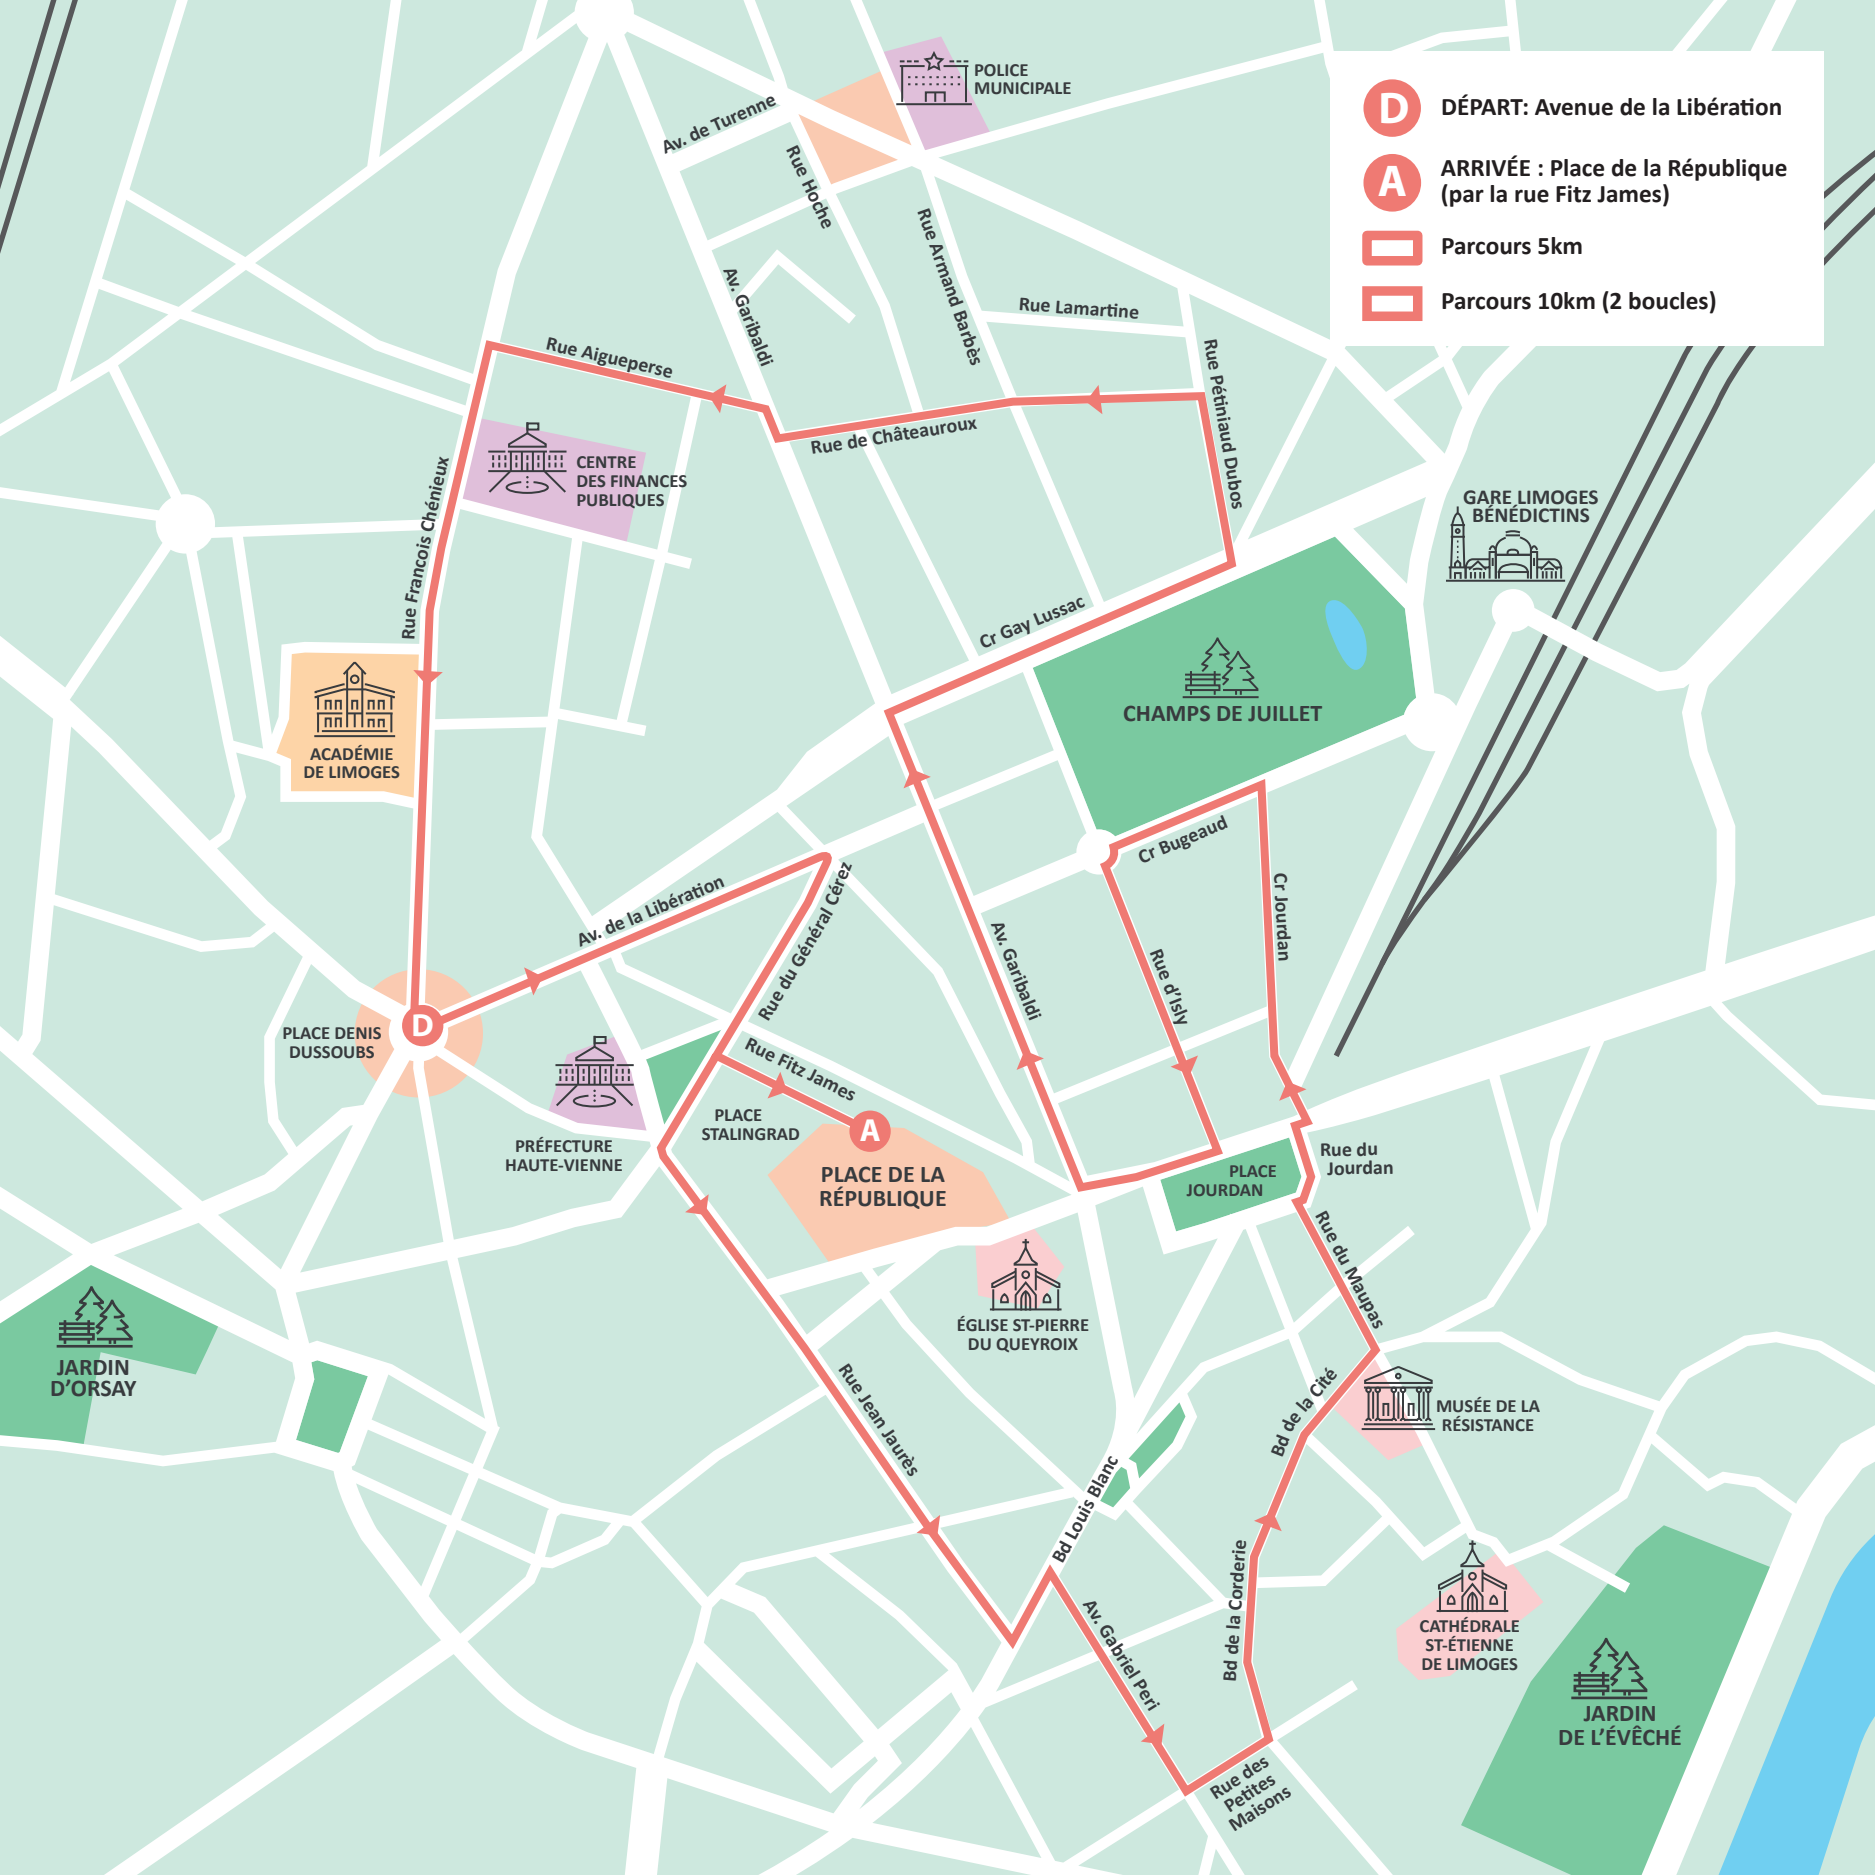 POLICE
MUNICIPALE
D
DÉPART: Avenue de la Libération
A
ARRIVÉE : Place de la République
(par la rue Fitz James)
Parcours 5km
Parcours 10km (2 boucles)
Av. de Turenne
Rue Hoche
Rue Armand Barbès
Av. Garibaldi
Rue Lamartine
Rue Aigueperse
Rue Pétiniaud Dubos
Rue de Châteauroux
CENTRE
DES FINANCES
PUBLIQUES
Rue Francois Chénieux
GARE LIMOGES
BÉNÉDICTINS
Cr Gay Lussac
CHAMPS DE JUILLET
ACADÉMIE
DE LIMOGES
Cr Bugeaud
Av. de la Libération
Rue du Général Cérez
Cr Jourdan
Av. Garibaldi
Rue d'Isly
D
PLACE DENIS
DUSSOUBS
Rue Fitz James
PLACE
STALINGRAD
A
PRÉFECTURE
HAUTE-VIENNE
PLACE DE LA
RÉPUBLIQUE
Rue du
Jourdan
PLACE
JOURDAN
Rue du Maupas
ÉGLISE ST-PIERRE
DU QUEYROIX
JARDIN
D'ORSAY
Rue Jean Jaurès
Bd de la Cité
MUSÉE DE LA
RÉSISTANCE
Bd Louis Blanc
Bd de la Corderie
Av. Gabriel Peri
CATHÉDRALE
ST-ÉTIENNE
DE LIMOGES
JARDIN
DE L'ÉVÊCHÉ
Rue des
Petites
Maisons